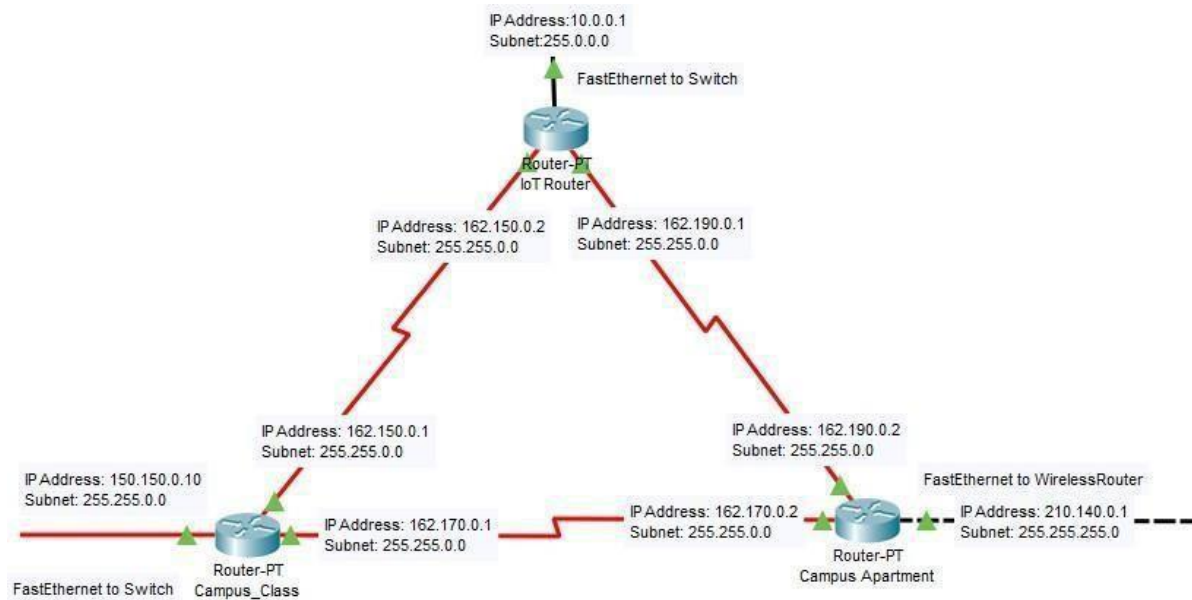 IP Address:10.0.0.1
Subnet:255.0.0.0
FastEthernet to Switch
Router-PT
IoT Router
IP Address: 162.150.0.2
Subnet: 255.255.0.0
IP Address: 162.190.0.1
Subnet: 255.255.0.0
IP Address: 162.150.0.1
Subnet: 255.255.0.0
IP Address: 162.190.0.2
Subnet: 255.255.0.0
IP Address: 150.150.0.10
Subnet: 255.255.0.0
FastEthernet to WirelessRouter
IP Address: 162.170.0.1
Subnet: 255.255.0.0
IP Address: 162.170.0.2
Subnet: 255.255.0.0
IP Address: 210.140.0.1
Subnet: 255.255.255.0
Router-PT
Campus_Class
Router-PT
Campus Apartment
FastEthernet to Switch